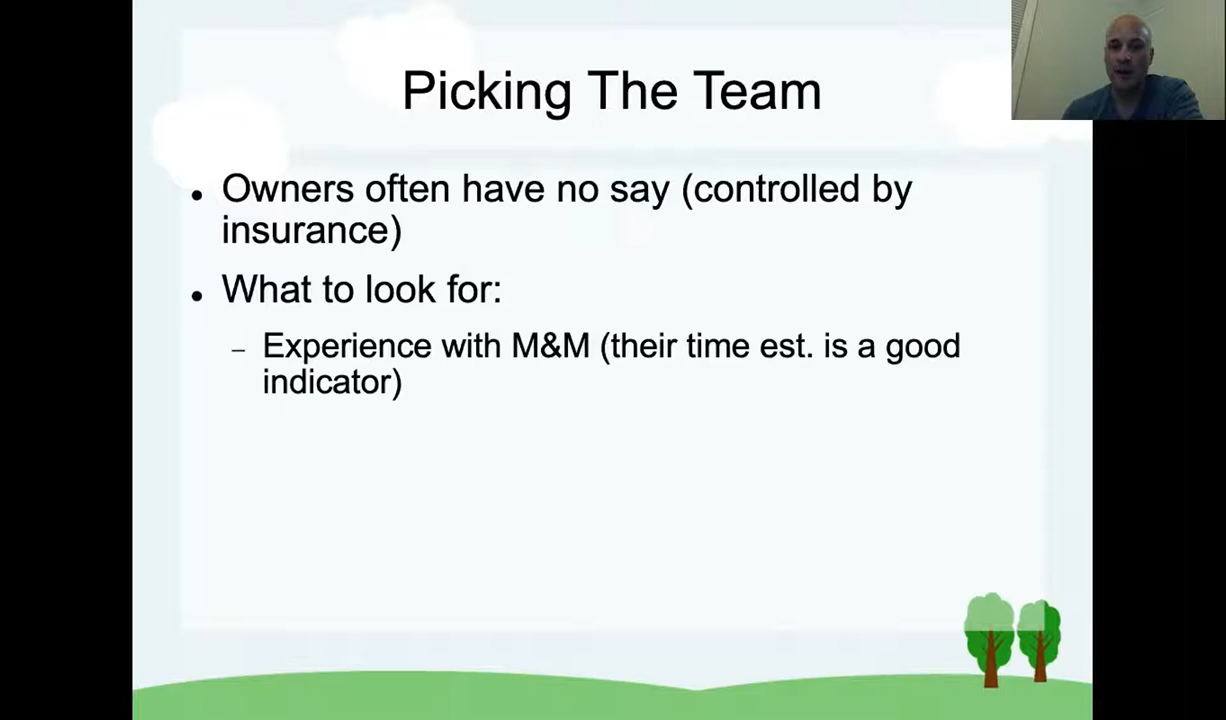 Picking The Team
• Owners often have no say (controlled by
insurance)
• What to look for:
– Experience with M&M (their time est. is a good
indicator)